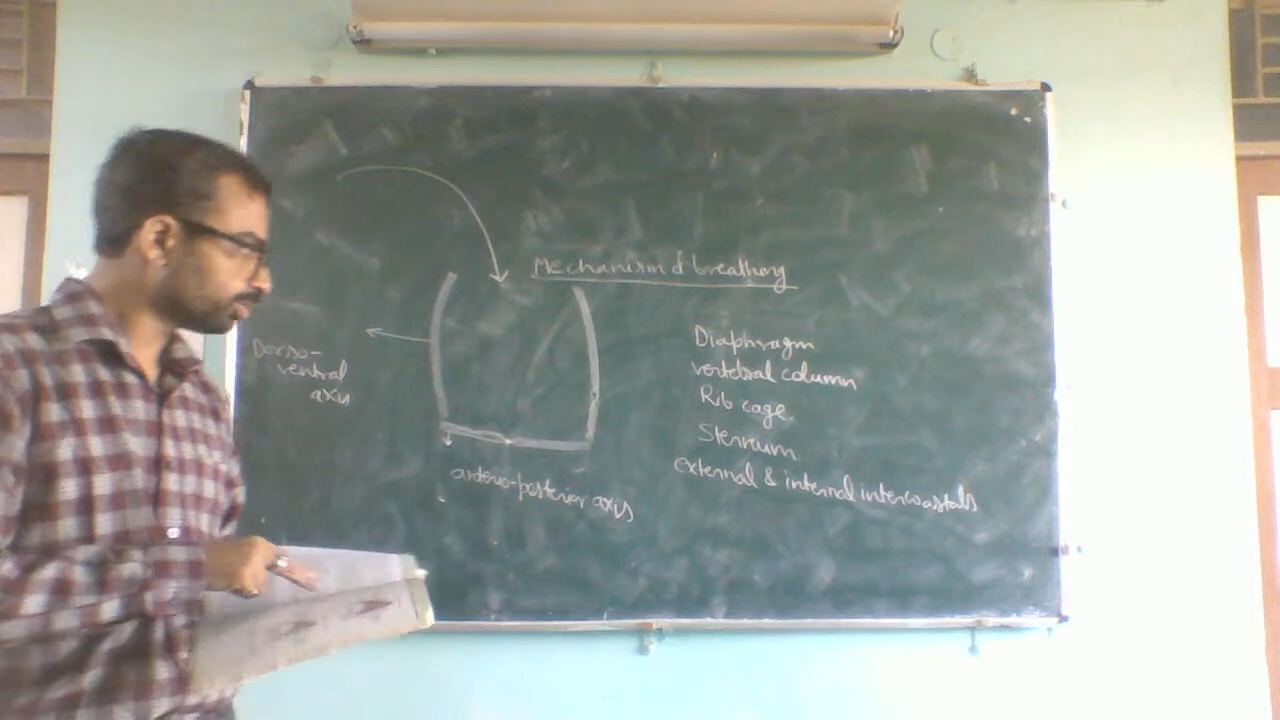 Mechanism of breathing
Dorso-
ventral
axis
antero-posterior axis
Diaphragm
vertebral column
Rib cage.
Sternum
external & internal intercostals